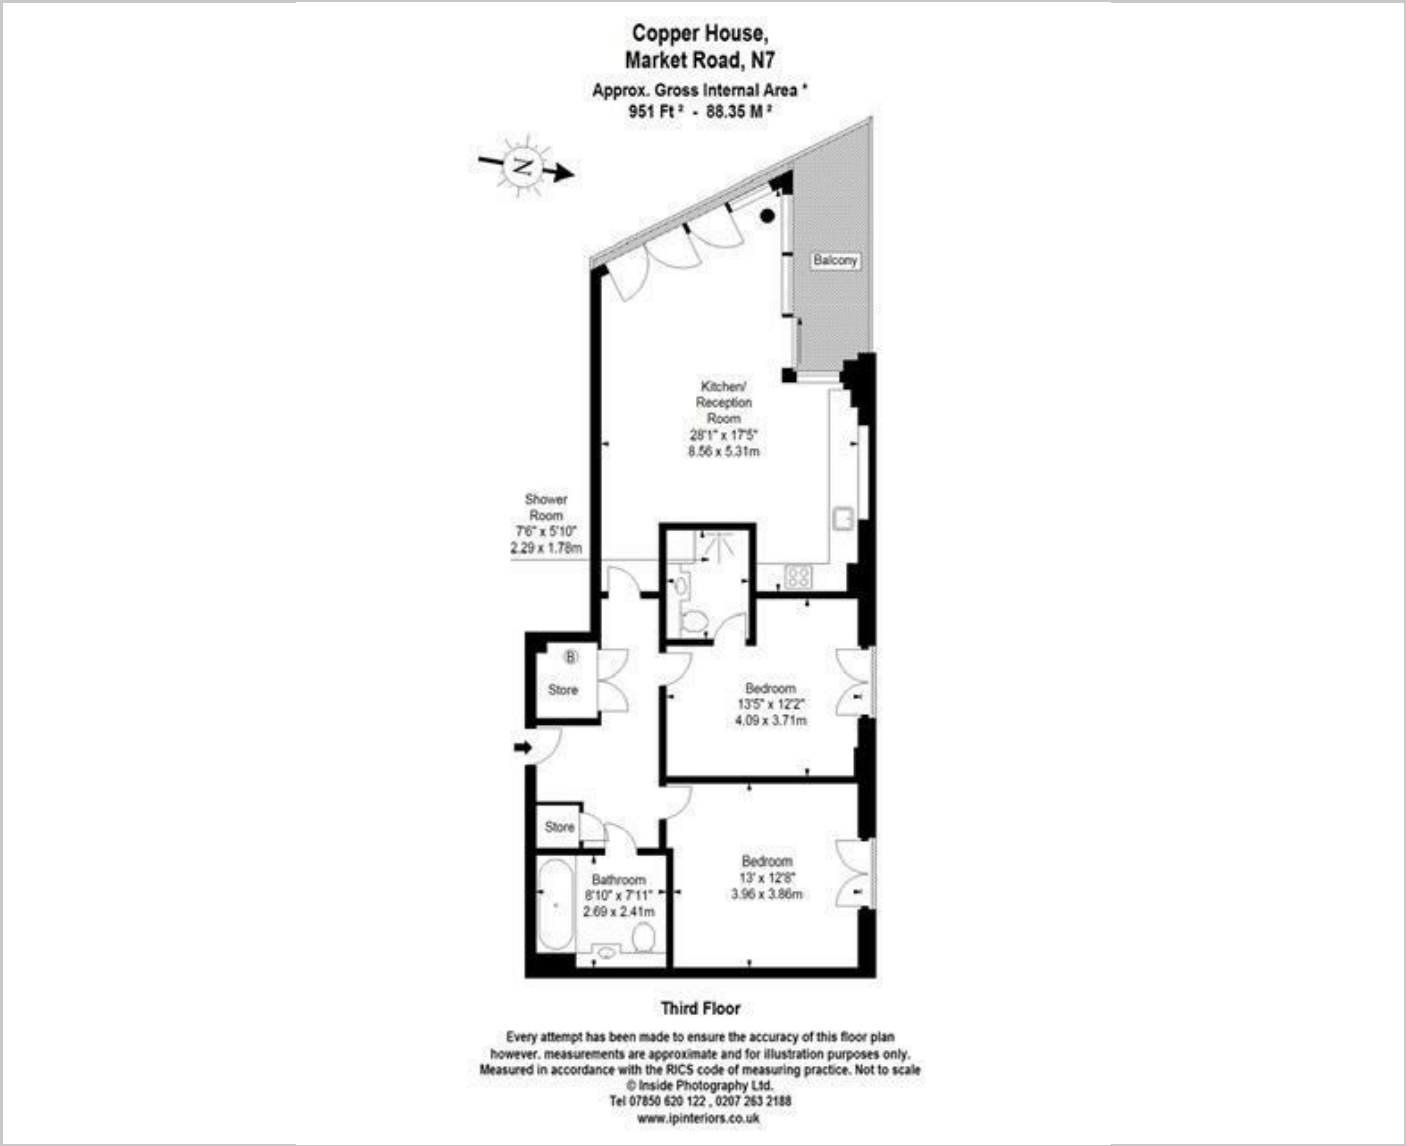 Copper House,
Market Road, N7
Approx. Gross Internal Area *
951 Ft ² - 88.35 M ²
N
Balcony
Kitchen/
Reception
Room
28'1" x 17'5"
8.56 x 5.31m
Shower
Room
7'6" x 5'10"
2.29 x 1.78m
B
Store
Bedroom
13'5" x 12'2"
4.09 x 3.71m
Store
Bedroom
13' x 12'8"
3.96 x 3.86m
Bathroom
8'10" x 7'11"
2.69 x 2.41m
Third Floor
Every attempt has been made to ensure the accuracy of this floor plan
however. measurements are approximate and for illustration purposes only.
Measured in accordance with the RICS code of measuring practice. Not to scale
© Inside Photography Ltd.
Tel 07850 620 122 , 0207 263 2188
www.ipinteriors.co.uk